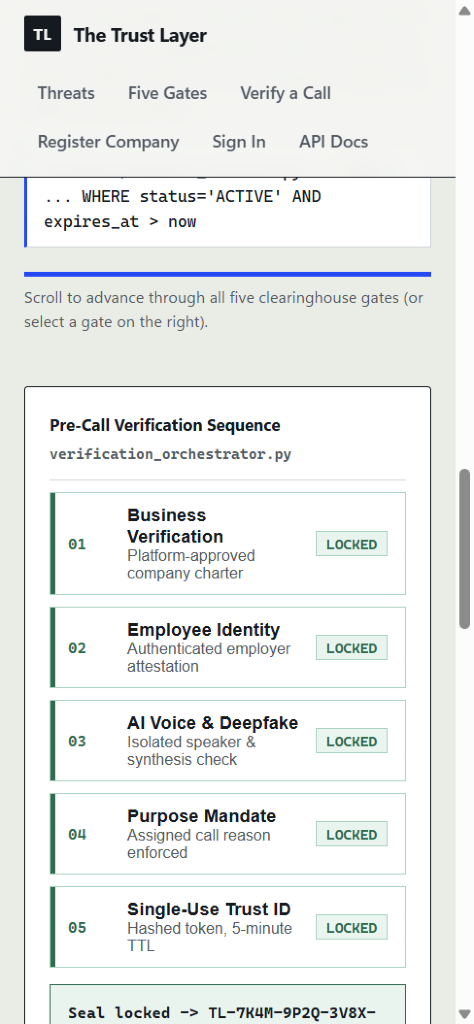 TL The Trust Layer
Threats Five Gates Verify a Call
Register Company Sign In API Docs
... WHERE status='ACTIVE' AND
expires_at > now
Scroll to advance through all five clearinghouse gates (or
select a gate on the right).
Pre-Call Verification Sequence
verification_orchestrator.py
01
Business
Verification
Platform-approved
company charter
LOCKED
02
Employee Identity
Authenticated employer
attestation
LOCKED
03
AI Voice & Deepfake
Isolated speaker &
synthesis check
LOCKED
04
Purpose Mandate
Assigned call reason
enforced
LOCKED
05
Single-Use Trust ID
Hashed token, 5-minute
TTL
LOCKED
Seal locked -> TL-7K4M-9P2Q-3V8X-